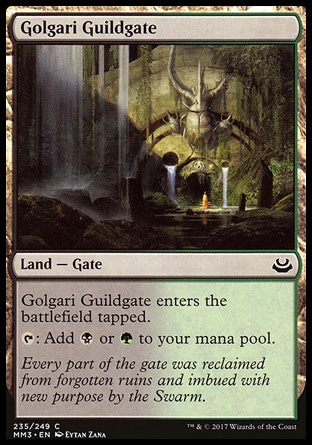 Golgari Guildgate
Land — Gate
Golgari Guildgate enters the
battlefield tapped.
: Add or to your mana pool.
Every part of the gate was reclaimed
from forgotten ruins and imbued with
new purpose by the Swarm.
235/249 C
MM3 • EN Eytan Zana
™ & © 2017 Wizards of the Coast